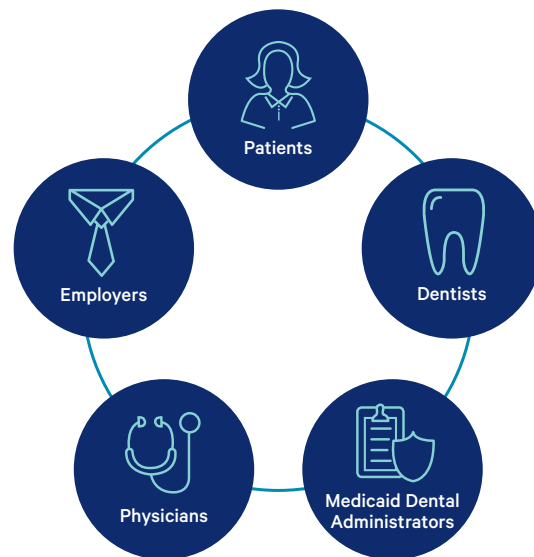 Patients
Employers
Dentists
Physicians
Medicaid Dental
Administrators